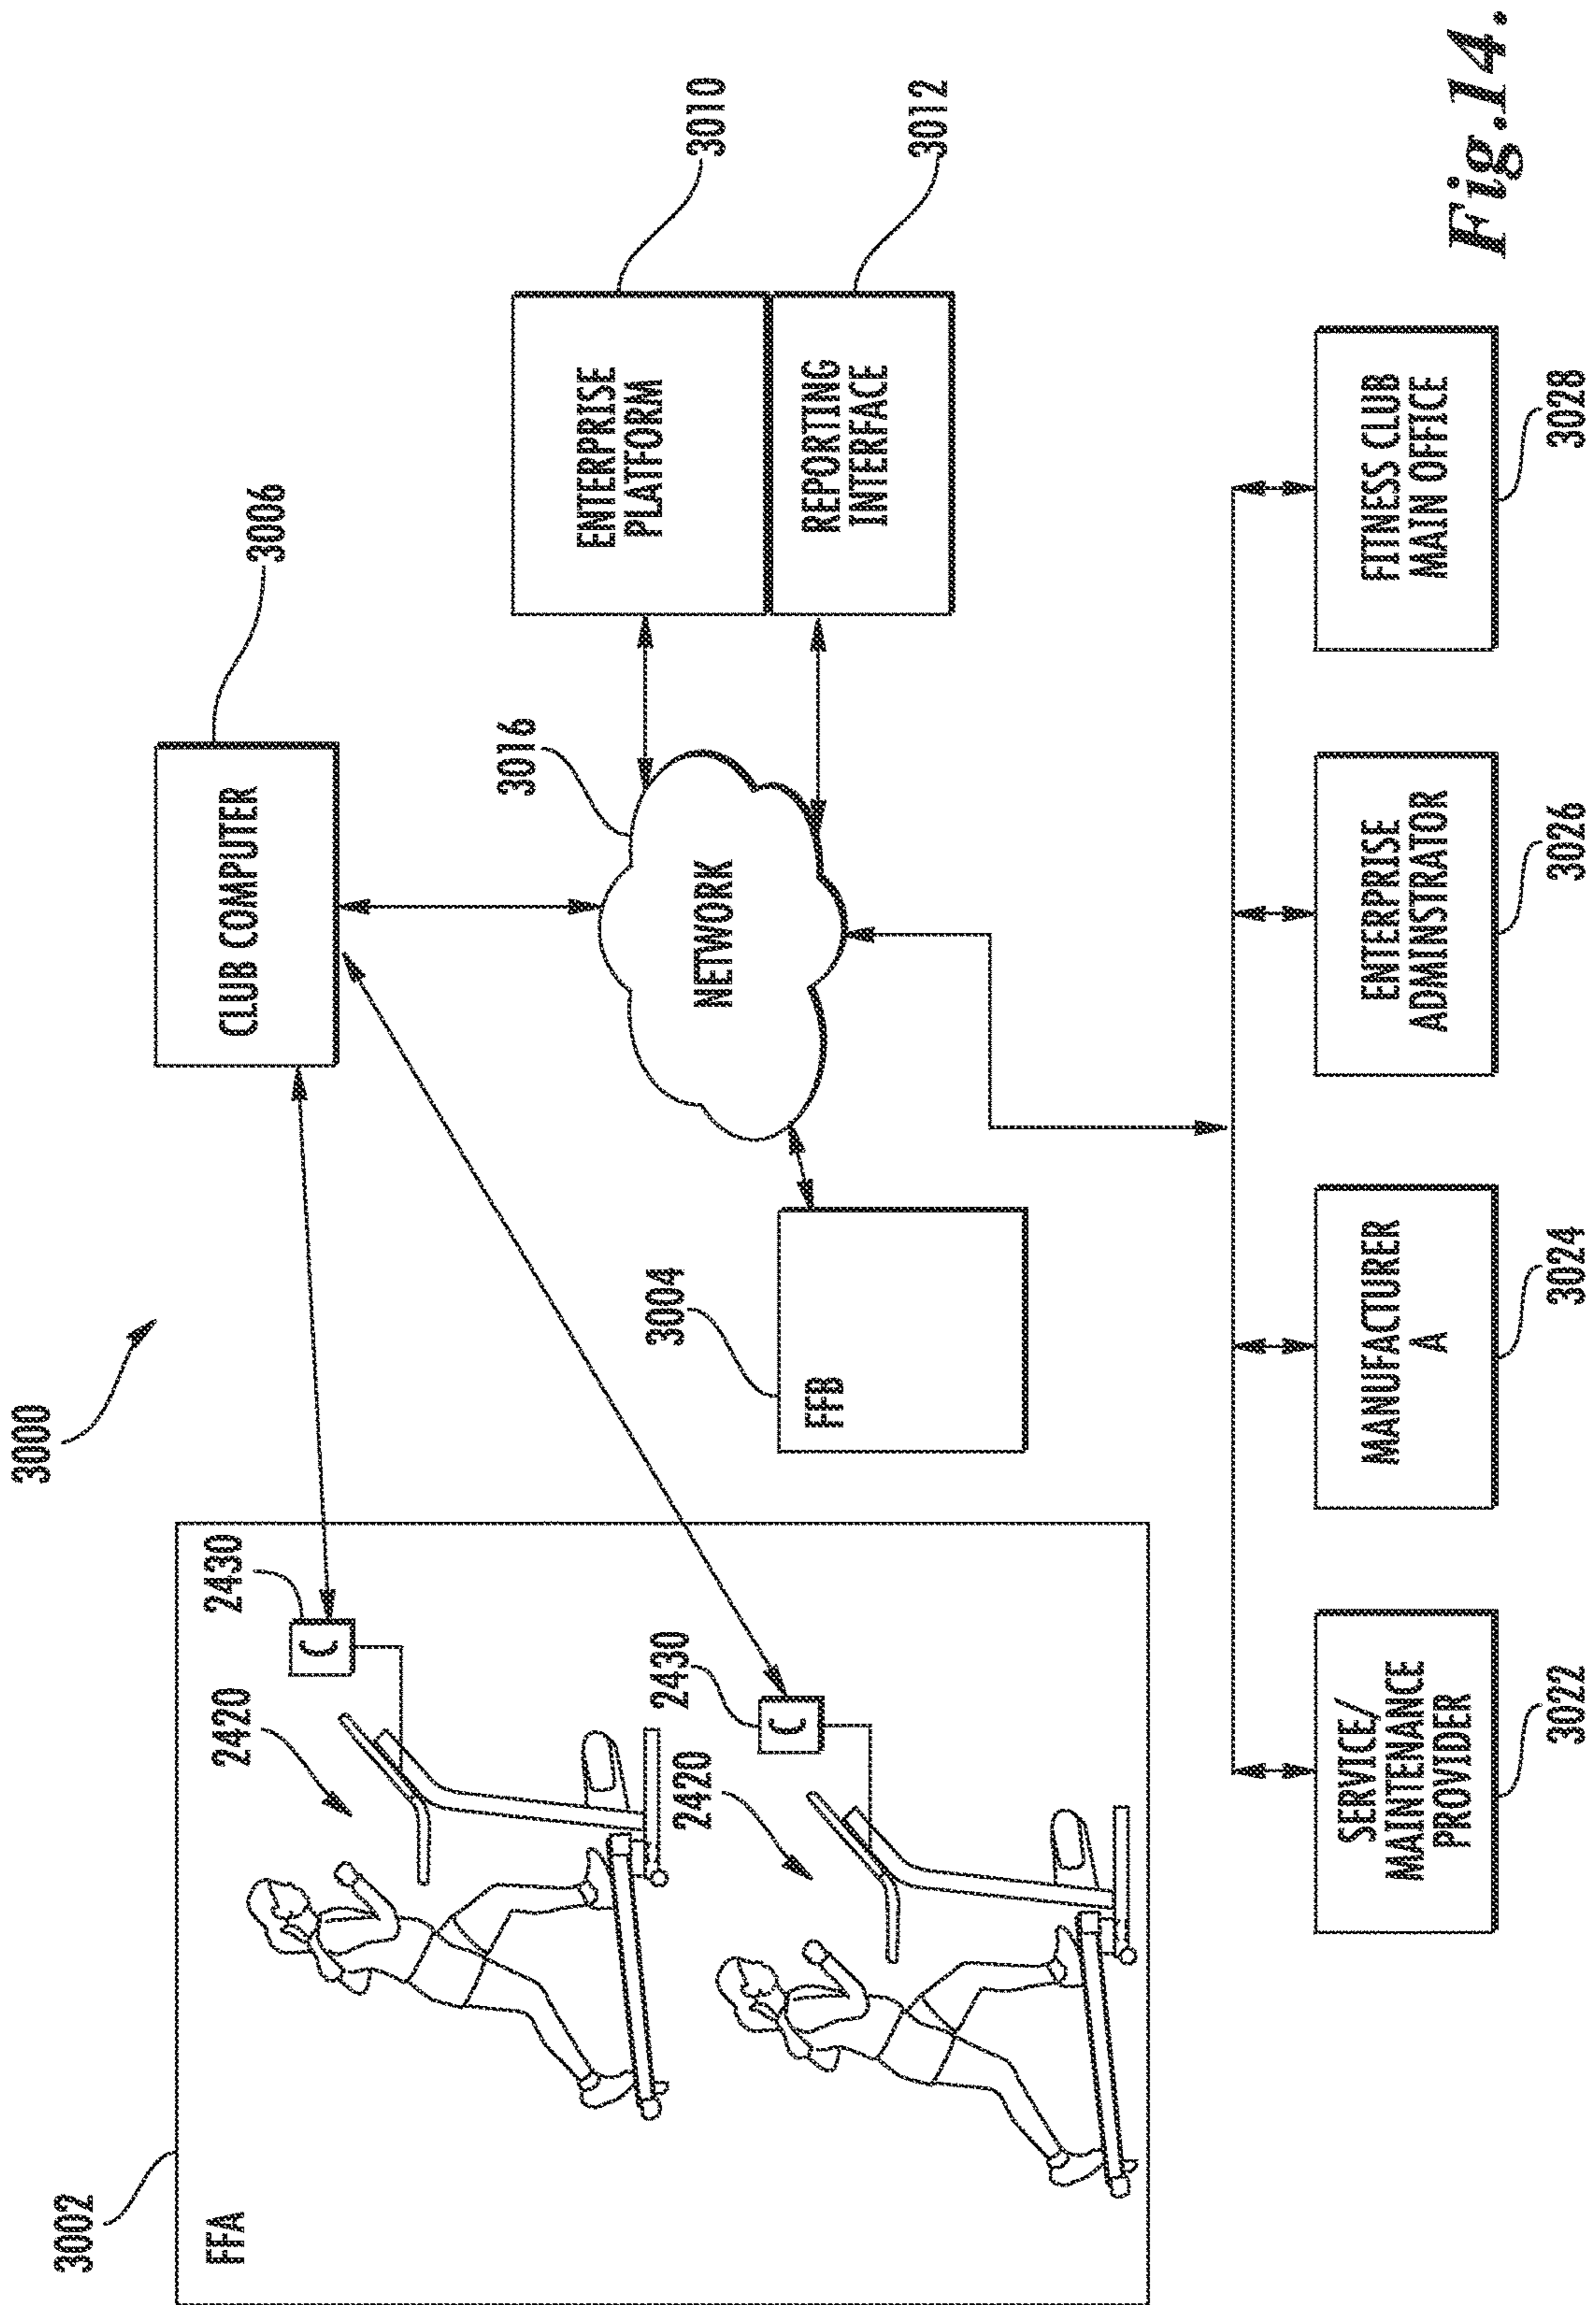 3000
3002
FFA
2420
2430
2420
2430
CLUB COMPUTER
3006
3016
NETWORK
3004
FFB
ENTERPRISE
PLATFORM
3010
REPORTING
INTERFACE
3012
SERVICE/
MAINTENANCE
PROVIDER
3022
MANUFACTURER
A
3024
ENTERPRISE
ADMINSTRATOR
3026
FITNESS CLUB
MAIN OFFICE
3028
Fig.14.